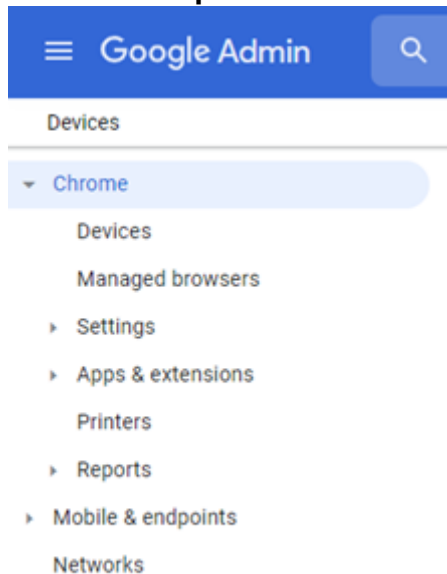 Google Admin
Devices
Chrome
Devices
Managed browsers
Settings
Apps & extensions
Printers
Reports
Mobile & endpoints
Networks